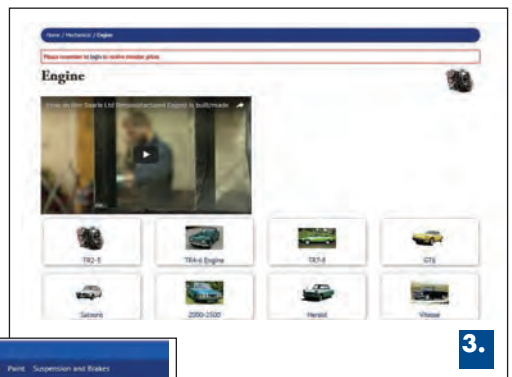 Home / Mechanical / Engine
Please remember to login to receive member prices
Engine
TR2-3
TR4-6 Engine
TR7-8
GT6
Saloons
2000-2500
Herald
Vitesse
3.
Paint Suspension and Brakes